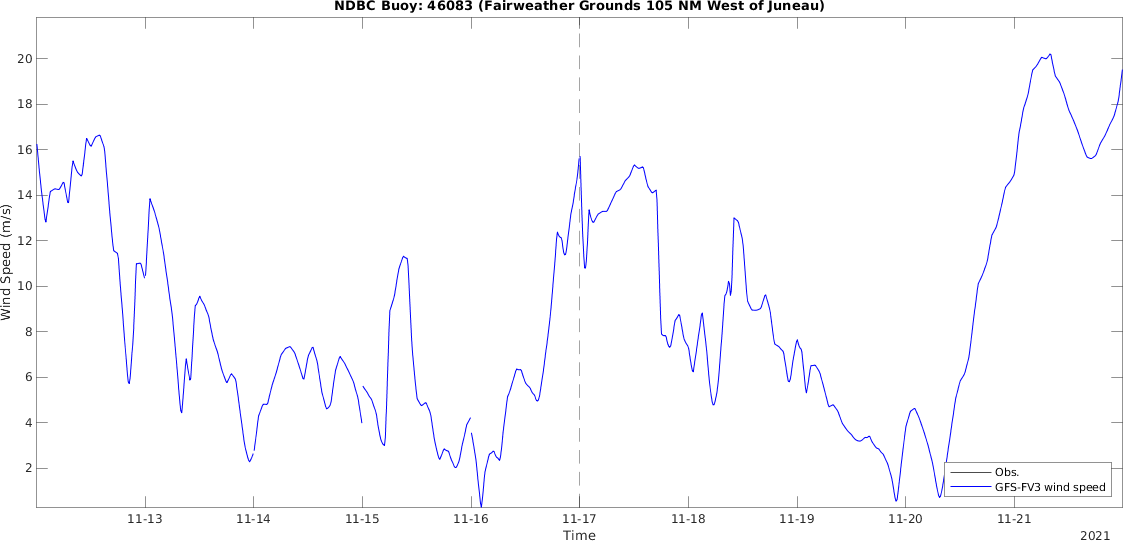 NDBC Buoy: 46083 (Fairweather Grounds 105 NM West of Juneau)
Wind Speed (m/s)
20
18
16
14
12
10
8
6
4
2
11-13 11-14 11-15 11-16 11-17 11-18 11-19 11-20 11-21
Time
2021
Obs.
GFS-FV3 wind speed